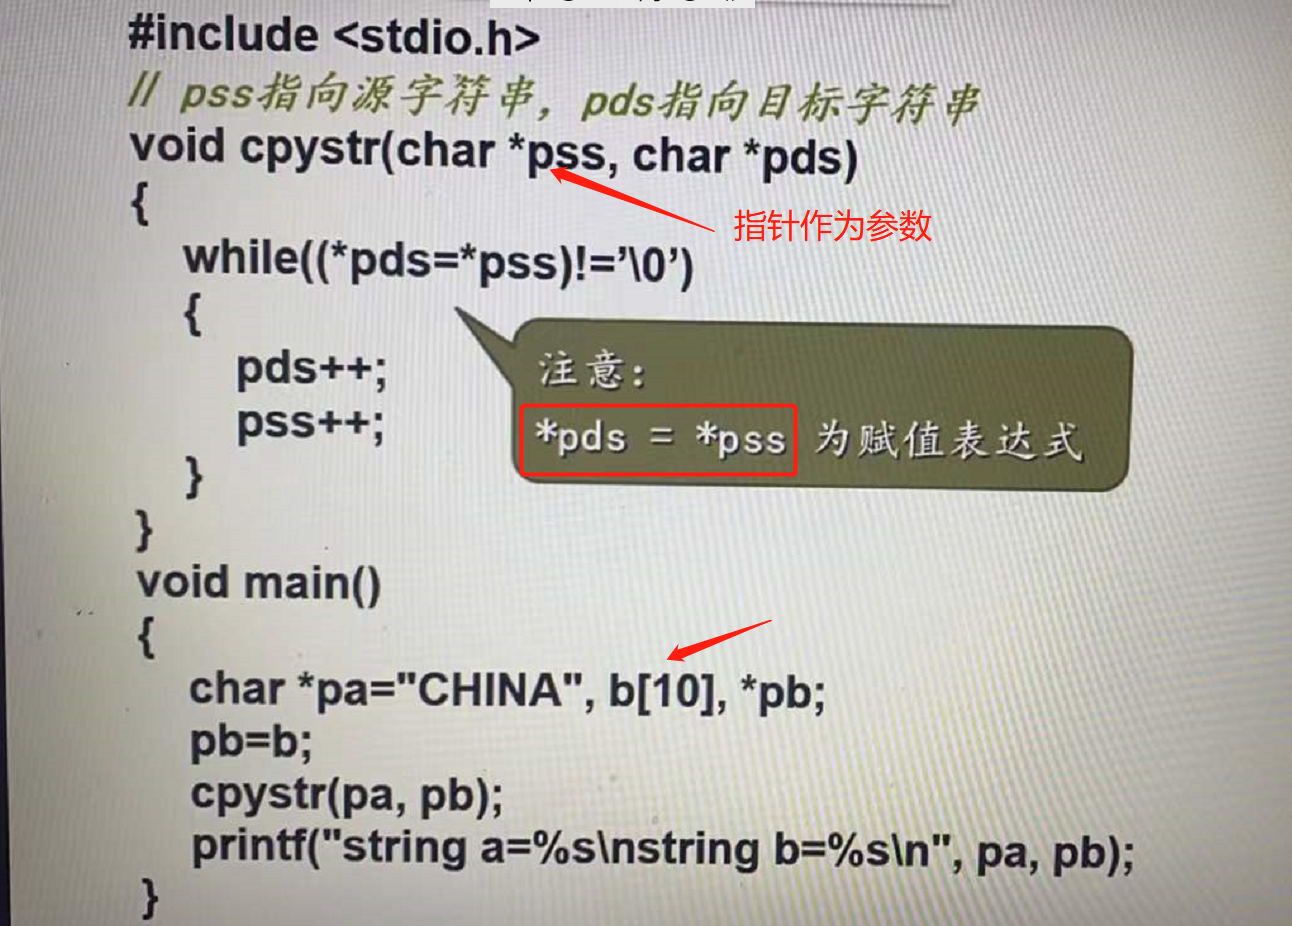 #include <stdio.h>
// pss指向源字符串，pds指向目标字符串
void cpystr(char *pss, char *pds)
{
指针作为参数
while((*pds=*pss)!=’\0’)
{
pds++;
pss++;
}
注意：
*pds = *pss 为赋值表达式
}
void main()
{
char *pa="CHINA", b[10], *pb;
pb=b;
cpystr(pa, pb);
printf("string a=%s\nstring b=%s\n", pa, pb);
}